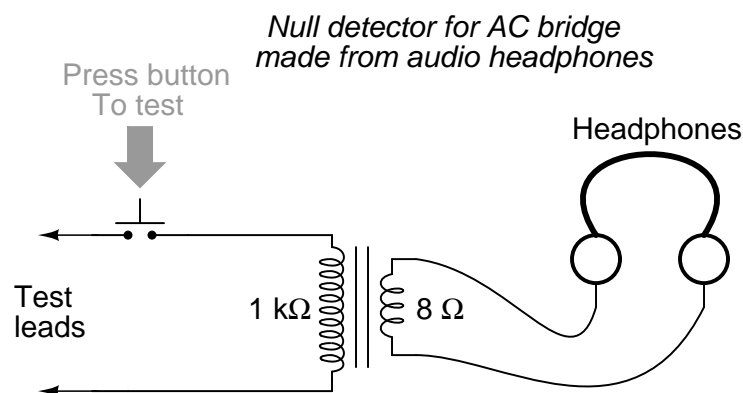 Null detector for AC bridge
made from audio headphones
Press button
To test
Headphones
Test
leads
1 kΩ
8 Ω